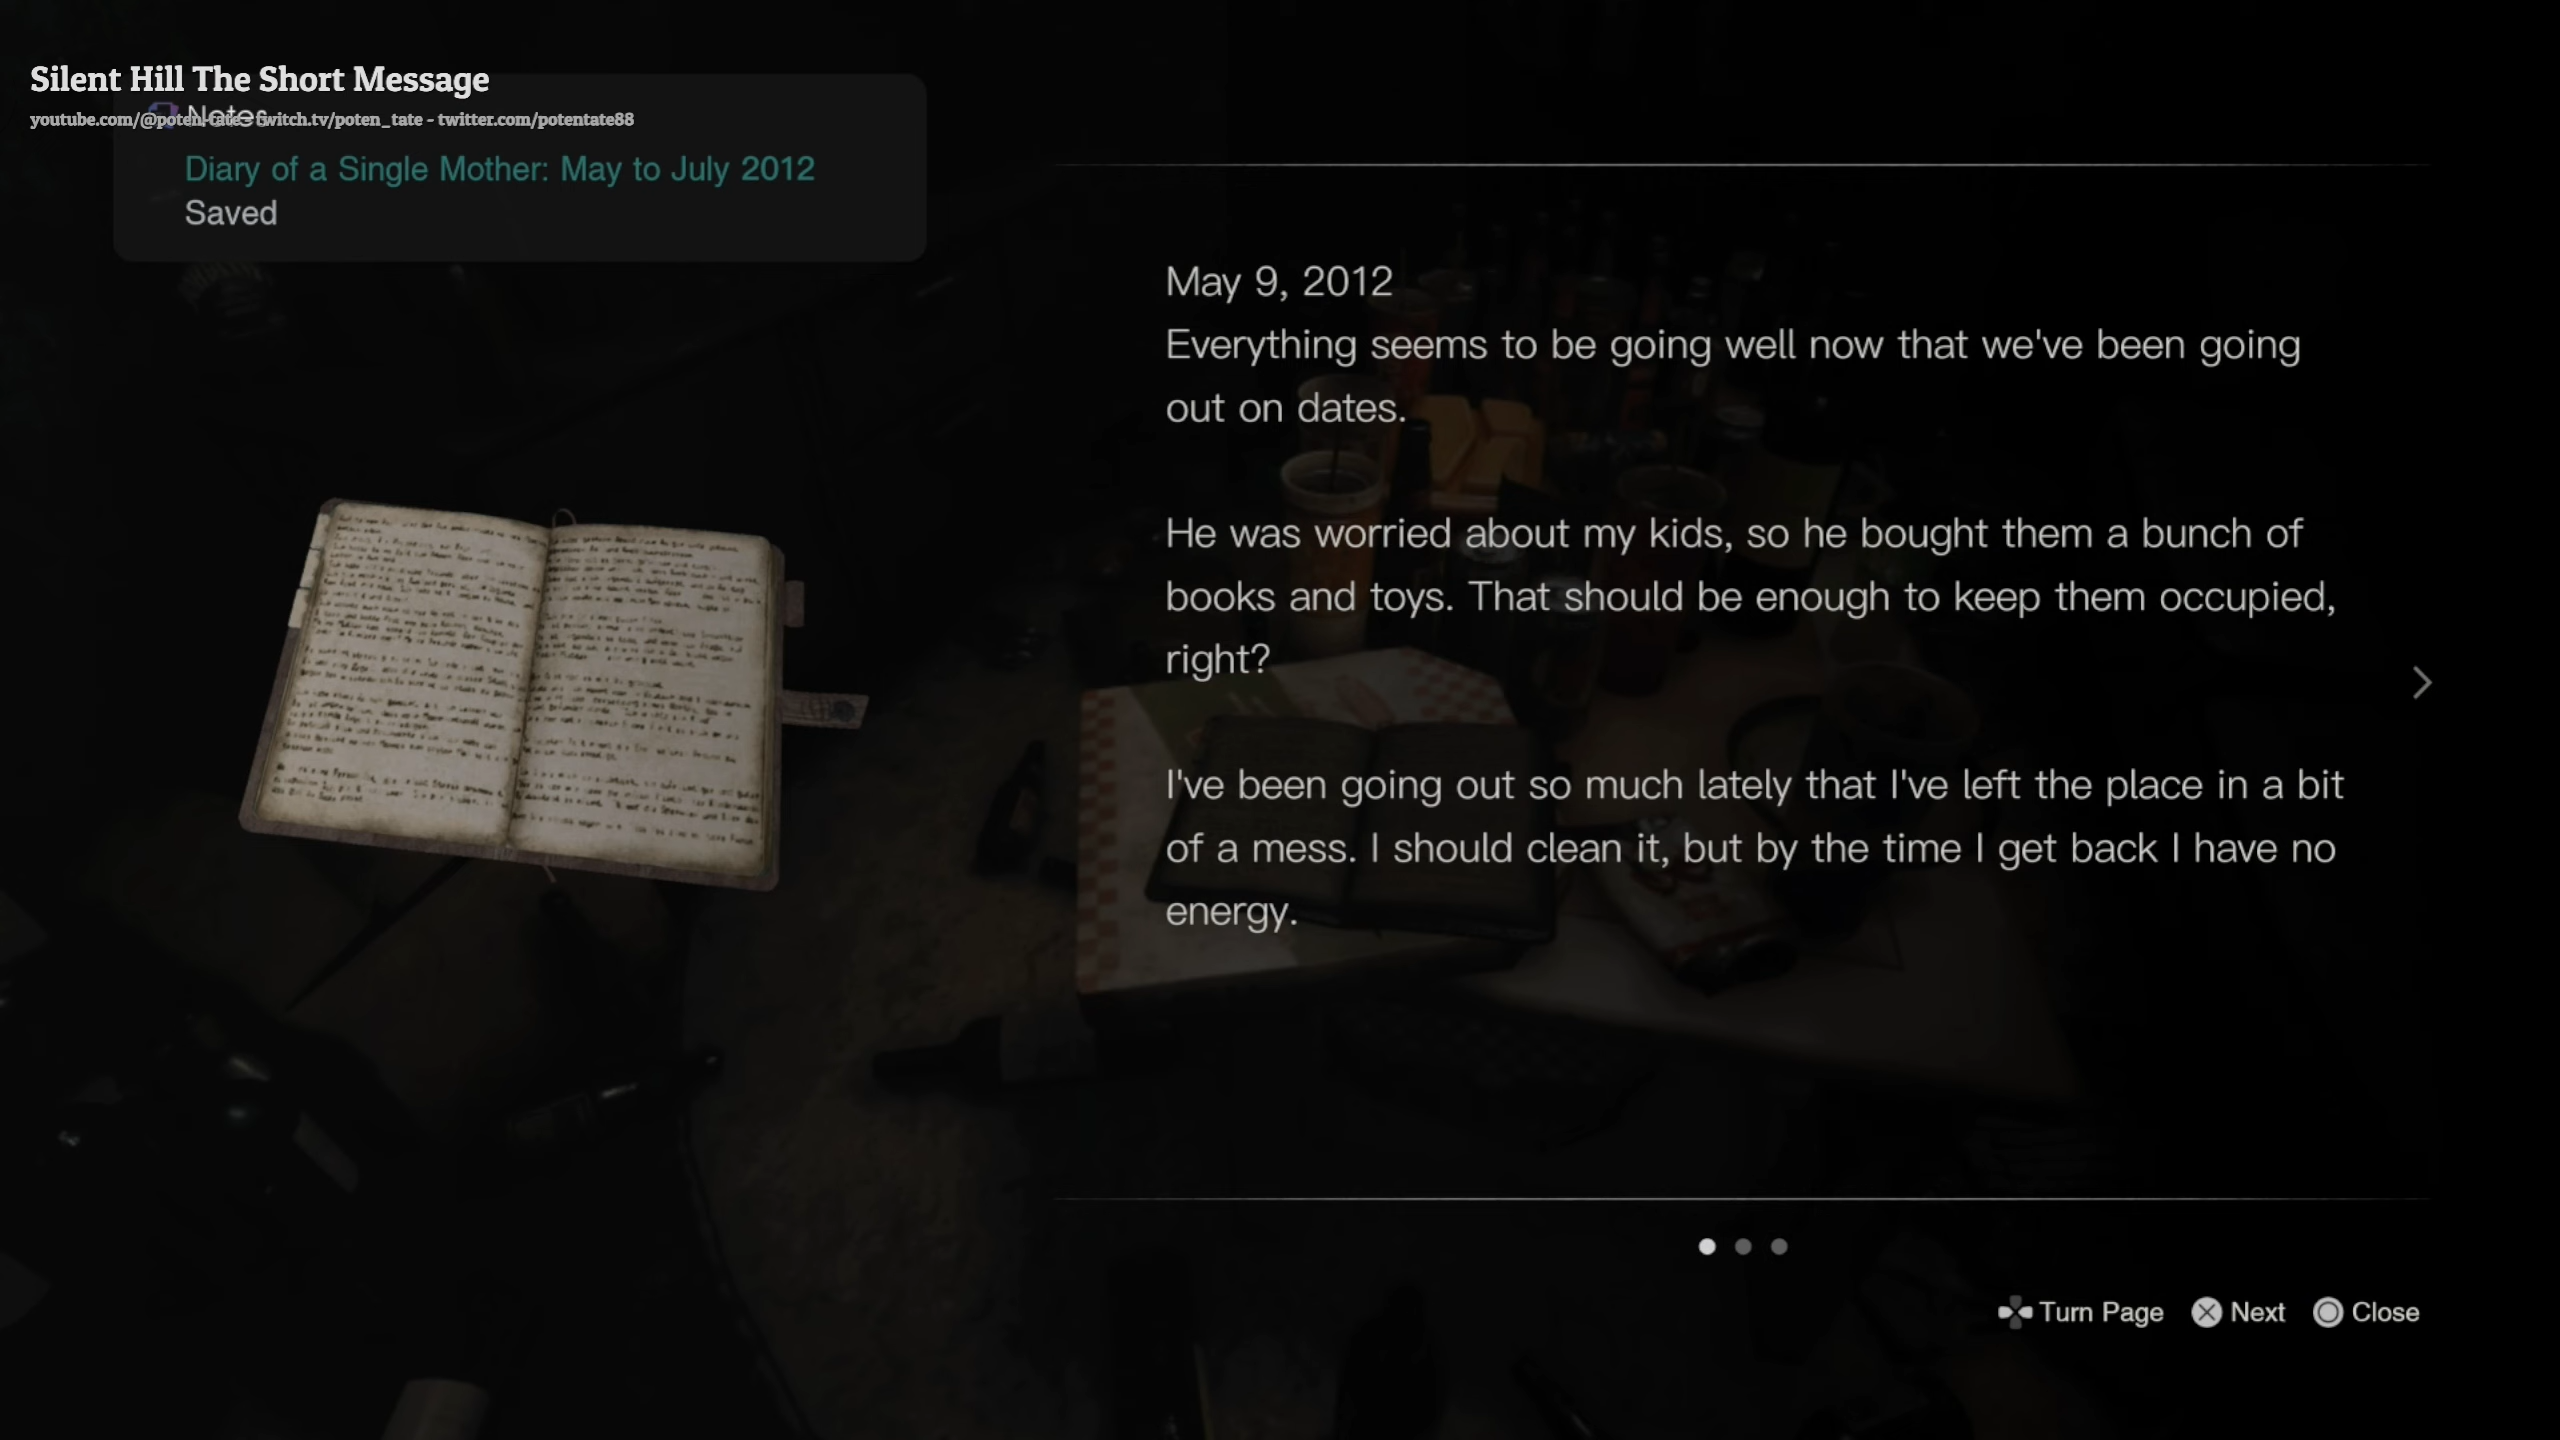 Silent Hill The Short Message
Notes
youtube.com/@poten-tate - twitch.tv/poten_tate - twitter.com/potentate88
Diary of a Single Mother: May to July 2012
Saved
May 9, 2012
Everything seems to be going well now that we've been going
out on dates.
He was worried about my kids, so he bought them a bunch of
books and toys. That should be enough to keep them occupied,
right?
I've been going out so much lately that I've left the place in a bit
of a mess. I should clean it, but by the time I get back I have no
energy.
Turn Page Next Close